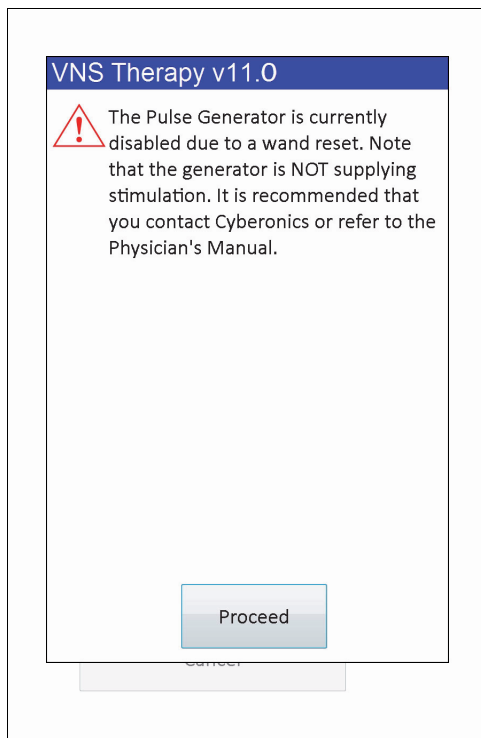 VNS Therapy v11.0
The Pulse Generator is currently
disabled due to a wand reset. Note
that the generator is NOT supplying
stimulation. It is recommended that
you contact Cyberonics or refer to the
Physician's Manual.
Proceed
Cancel